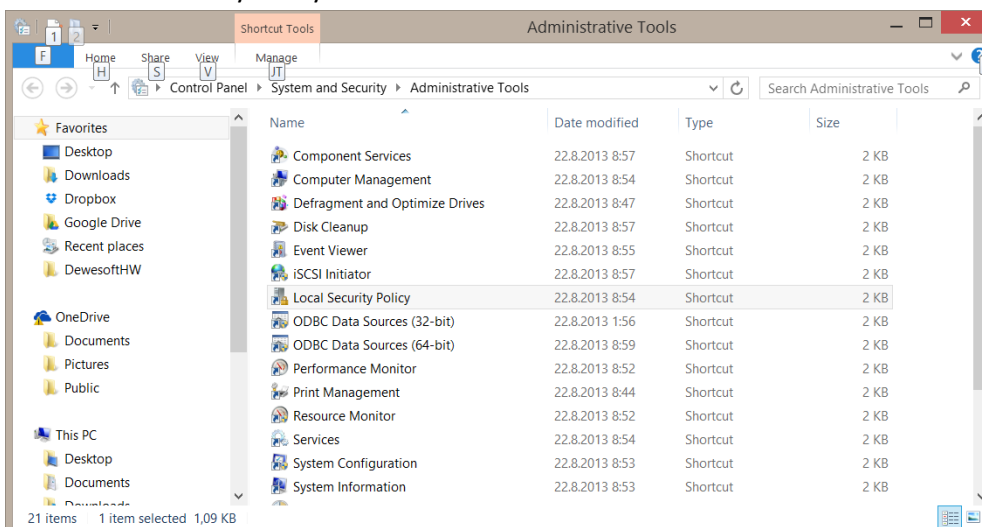 Shortcut Tools
Administrative Tools
1
2
F
Home
Share
View
Manage
H
S
V
JT
Control Panel
System and Security
Administrative Tools
Search Administrative Tools
Favorites
Desktop
Downloads
Dropbox
Google Drive
Recent places
DewesoftHW
OneDrive
Documents
Pictures
Public
This PC
Desktop
Documents
Name Date modified Type Size
Component Services 22.8.2013 8:57 Shortcut 2 KB
Computer Management 22.8.2013 8:54 Shortcut 2 KB
Defragment and Optimize Drives 22.8.2013 8:47 Shortcut 2 KB
Disk Cleanup 22.8.2013 8:57 Shortcut 2 KB
Event Viewer 22.8.2013 8:55 Shortcut 2 KB
iSCSI Initiator 22.8.2013 8:57 Shortcut 2 KB
Local Security Policy 22.8.2013 8:54 Shortcut 2 KB
ODBC Data Sources (32-bit) 22.8.2013 1:56 Shortcut 2 KB
ODBC Data Sources (64-bit) 22.8.2013 8:59 Shortcut 2 KB
Performance Monitor 22.8.2013 8:52 Shortcut 2 KB
Print Management 22.8.2013 8:44 Shortcut 2 KB
Resource Monitor 22.8.2013 8:52 Shortcut 2 KB
Services 22.8.2013 8:54 Shortcut 2 KB
System Configuration 22.8.2013 8:53 Shortcut 2 KB
System Information 22.8.2013 8:53 Shortcut 2 KB
21 items 1 item selected 1,09 KB